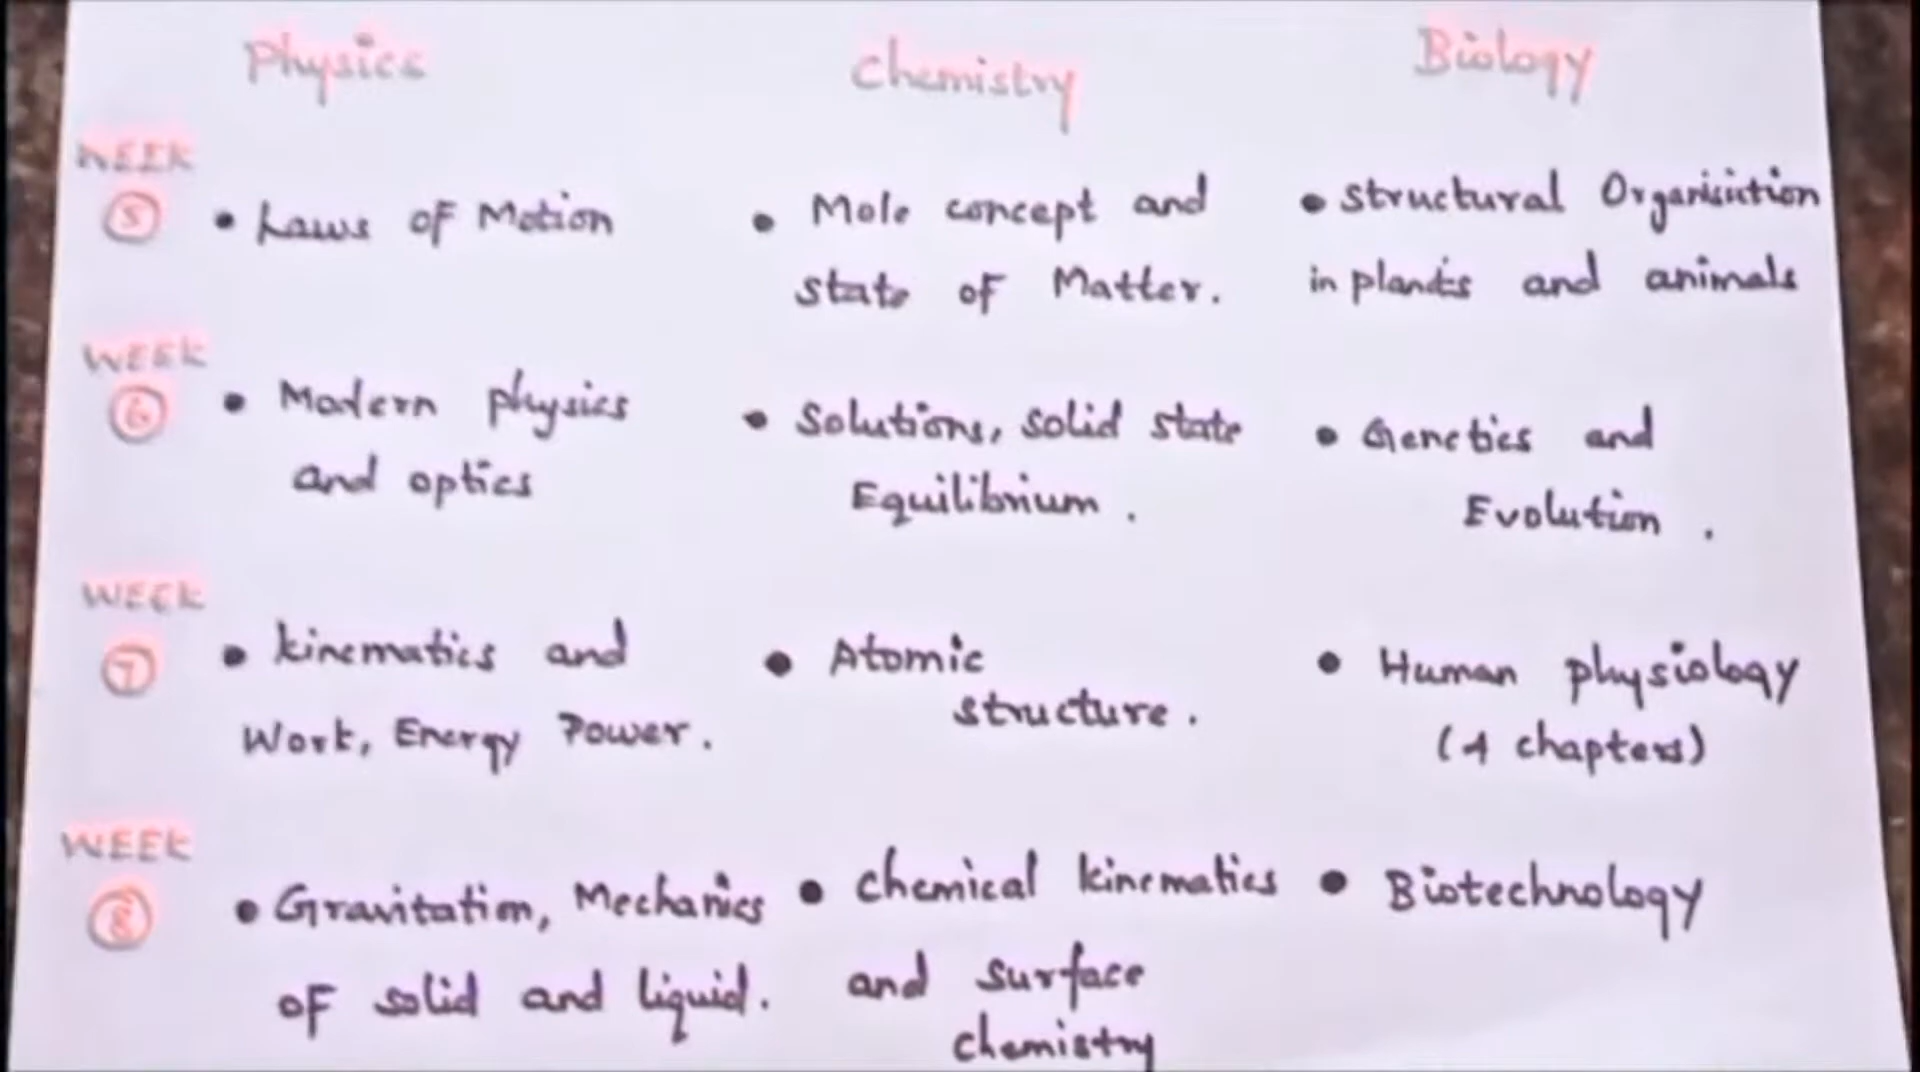 Physics Chemistry Biology
WEEK
5
• Laws of Motion
• Mole concept and
state of Matter.
• Structural Organisation
in plants and animals
WEEK
6
• Modern physics
and optics
• Solutions, solid state
Equilibrium.
• Genetics and
Evolution.
WEEK
7
• kinematics and
Work, Energy Power.
• Atomic
structure.
• Human physiology
(4 chapters)
WEEK
8
• Gravitation, Mechanics
of solid and liquid.
• Chemical kinematics
and surface
chemistry
• Biotechnology